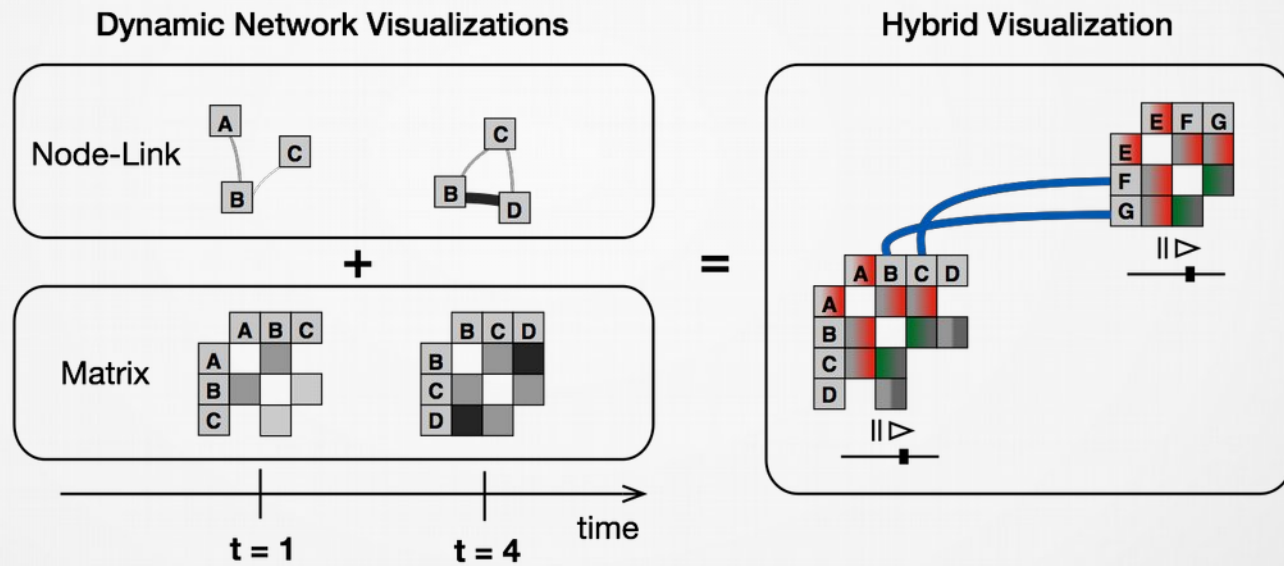 Dynamic Network Visualizations
Hybrid Visualization
Node-Link
A
C
B
C
B
D
+
=
Matrix
A B C
A
B
C
B C D
B
C
D
time
t = 1
t = 4
E F G
E
F
G
A B C D
A
B
C
D